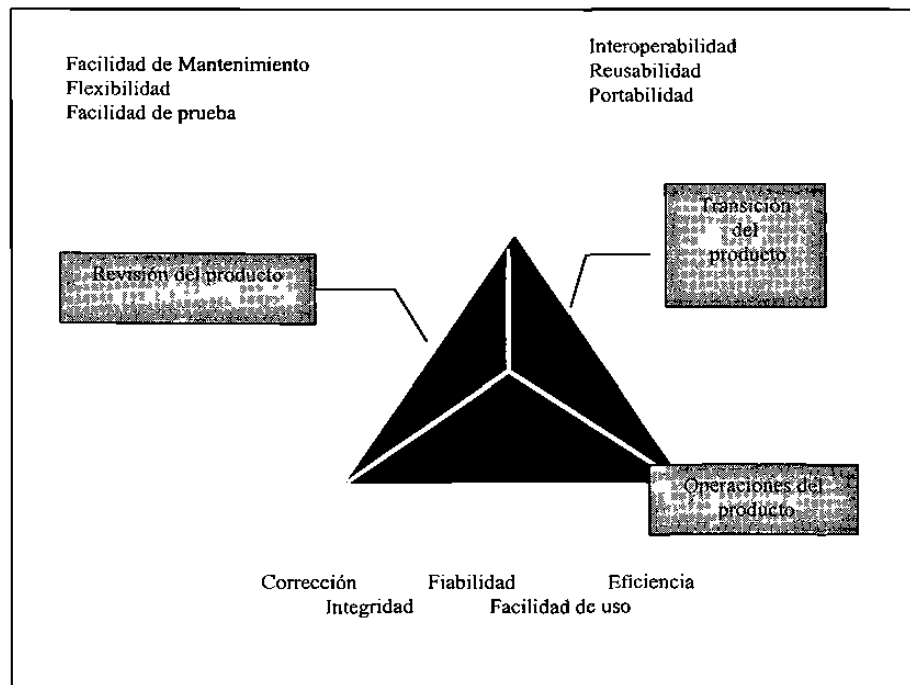 Facilidad de Mantenimiento
Flexibilidad
Facilidad de prueba
Interoperabilidad
Reusabilidad
Portabilidad
Revisión del producto
Transición
del
producto
Operaciones del
producto
Corrección Fiabilidad Eficiencia
Integridad Facilidad de uso